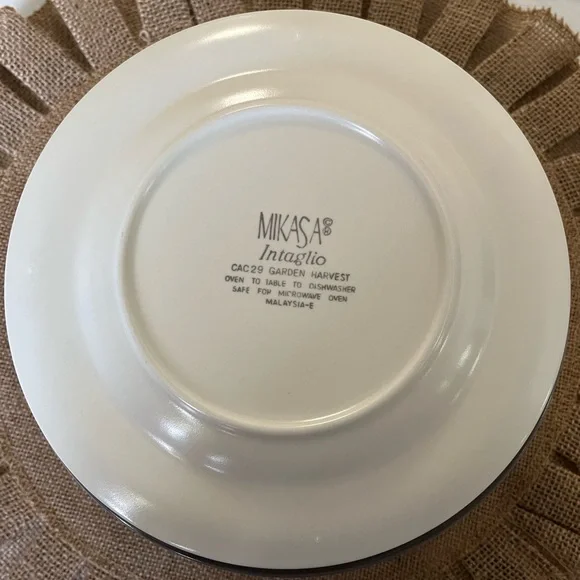 MIKASA
Intaglio
CAC29 GARDEN HARVEST
OVEN TO TABLE TO DISHWASHER
SAFE FOR MICROWAVE OVEN
MALAYSIA-E